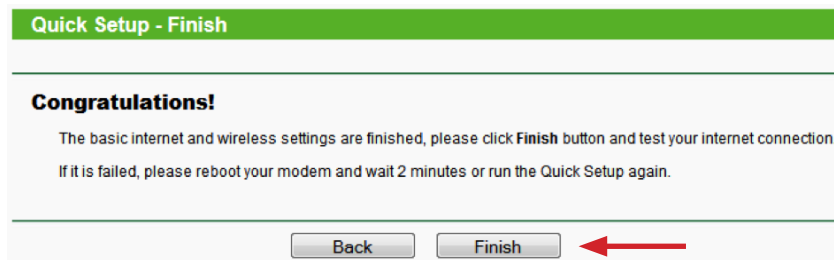 Quick Setup - Finish
Congratulations!
The basic internet and wireless settings are finished, please click Finish button and test your internet connection
If it is failed, please reboot your modem and wait 2 minutes or run the Quick Setup again.
Back Finish